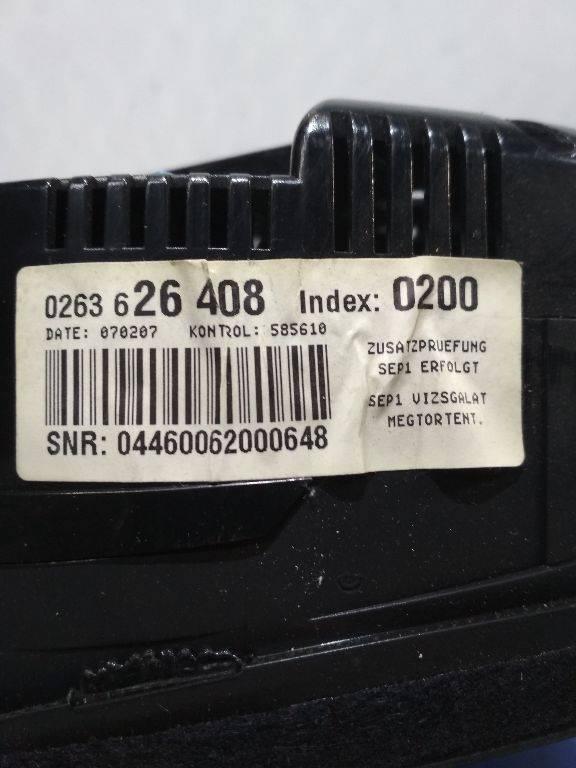 0263 626 408 Index: 0200
DATE: 070207 KONTROL: 585610
ZUSATZPRUEFUNG
SEP1 ERFOLGT
SEP1 VIZSGALAT
MEGTORTENT.
SNR: 04460062000648